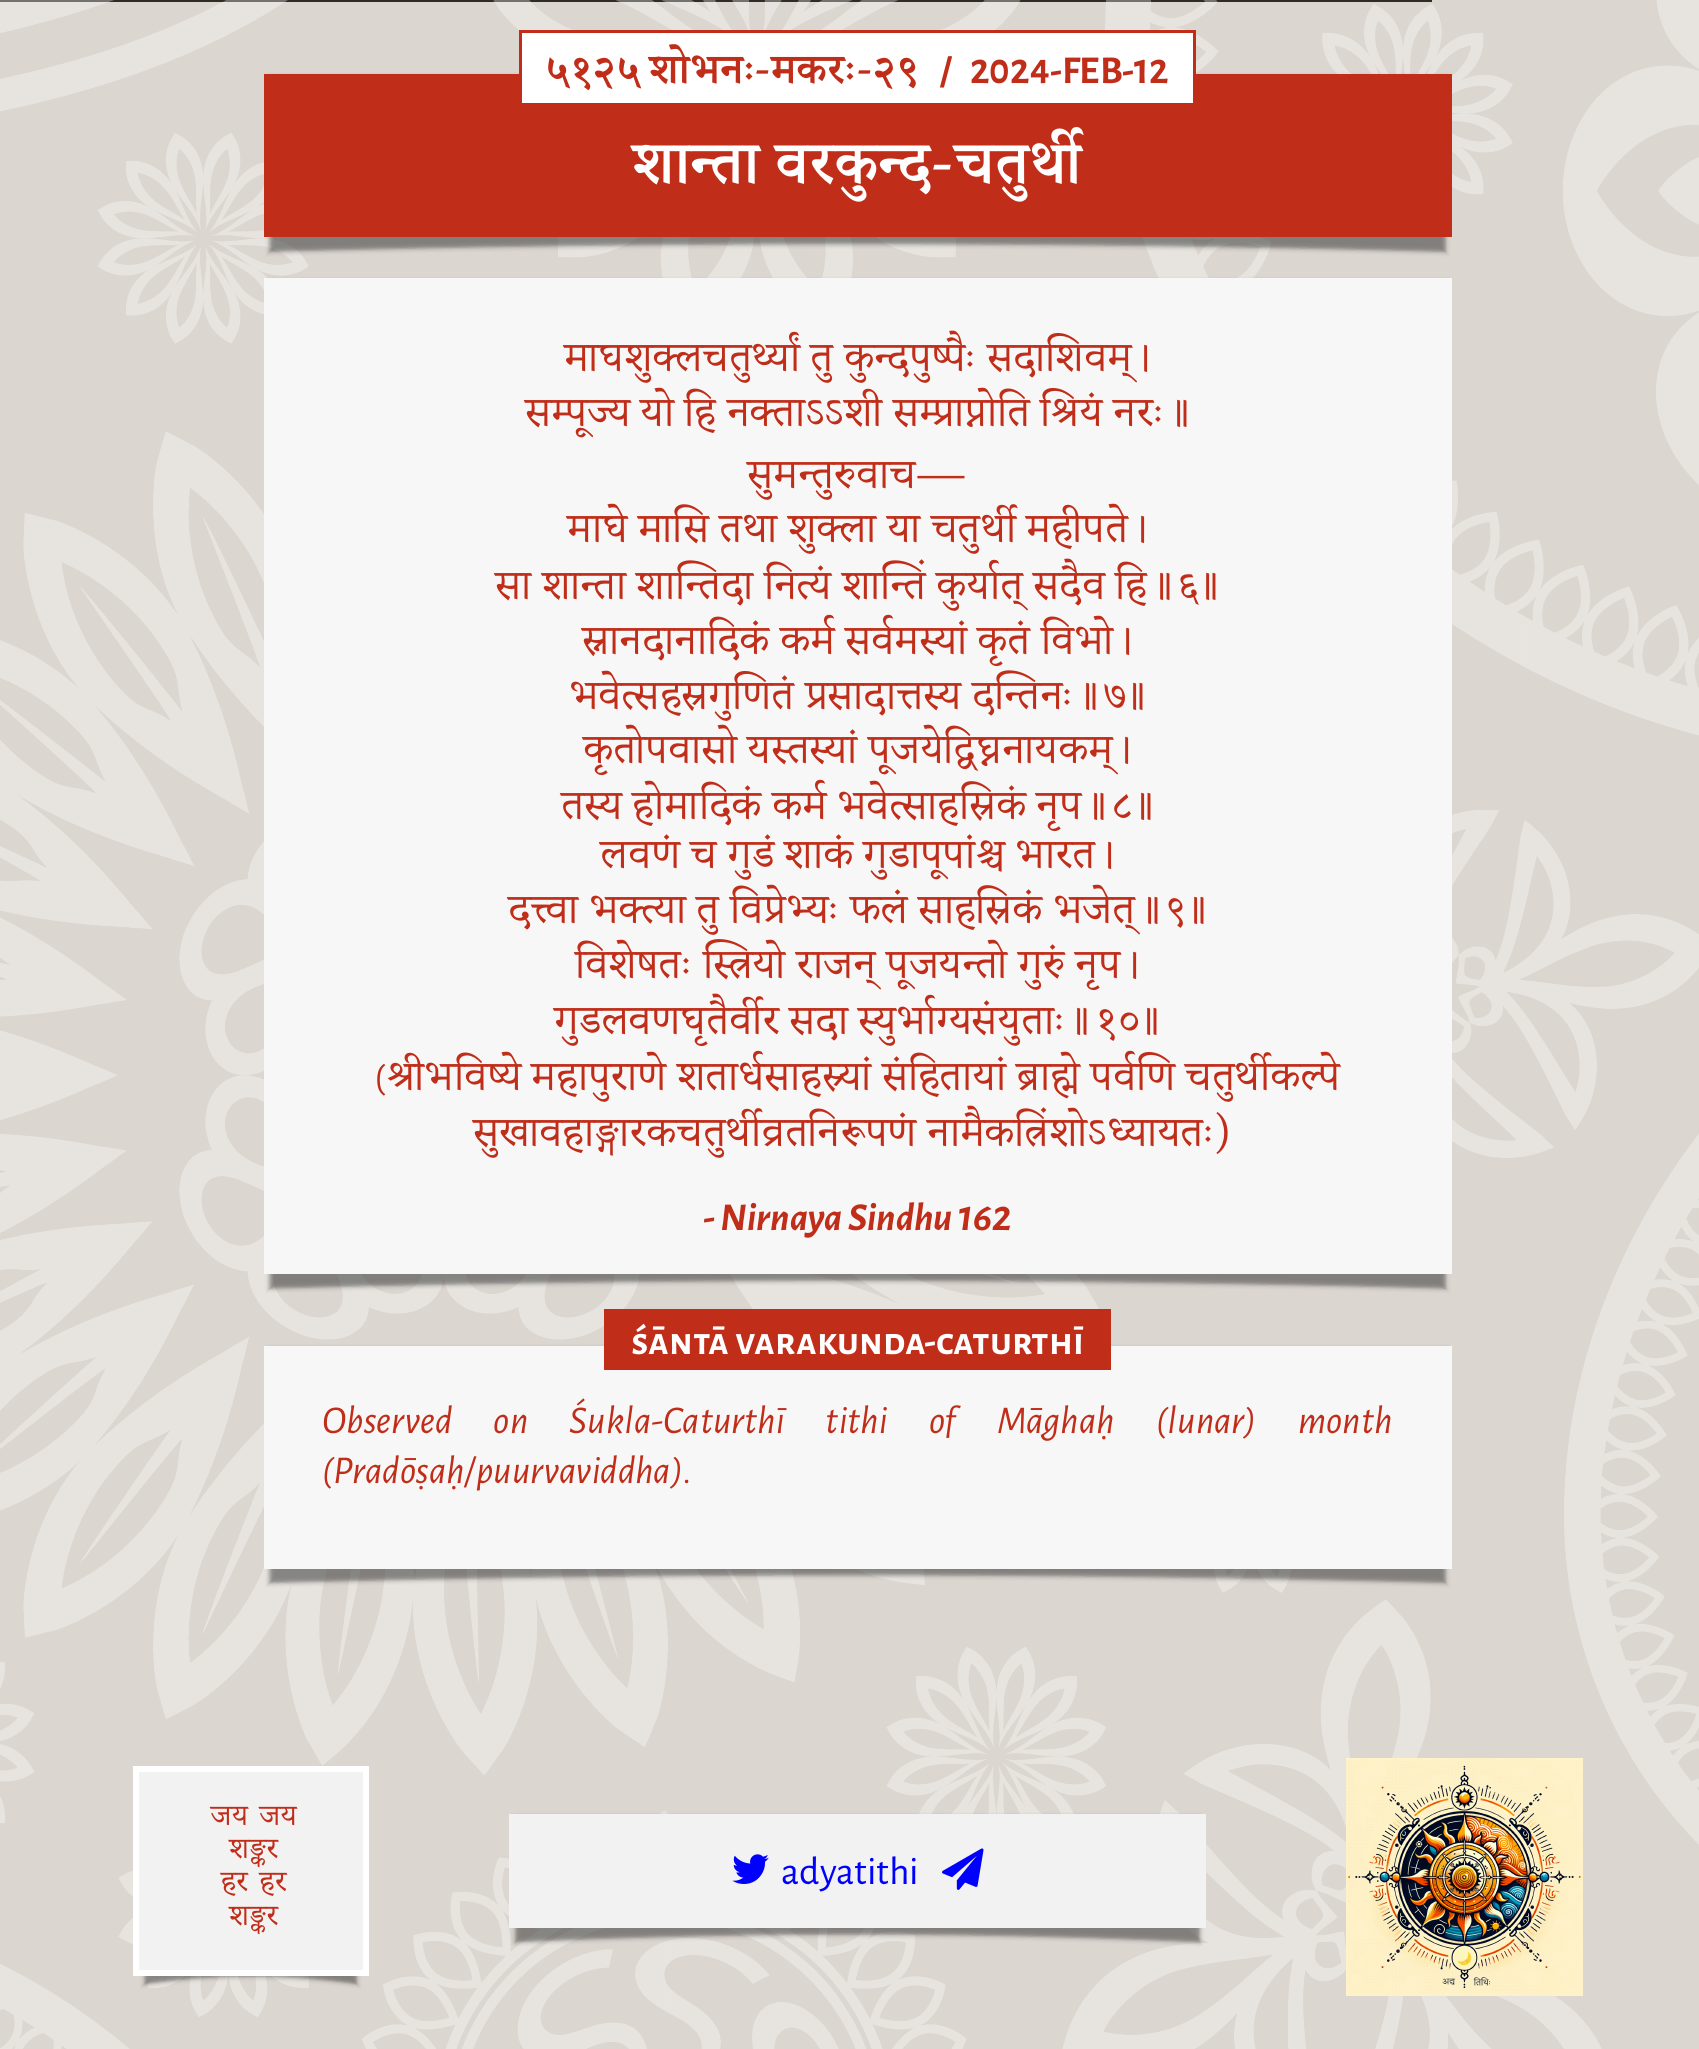 ५१२५ शोभनः-मकरः-२९ / 2024-FEB-12
शान्ता वरकुन्द-चतुर्थी
माघशुक्लचतुर्थ्यां तु कुन्दपुष्पैः सदाशिवम्।
सम्पूज्य यो हि नक्ताऽऽशी सम्प्राप्नोति श्रियं नरः॥
सुमन्तुरुवाच—
माघे मासि तथा शुक्ला या चतुर्थी महीपते।
सा शान्ता शान्तिदा नित्यं शान्तिं कुर्यात् सदैव हि॥६॥
स्नानदानादिकं कर्म सर्वमस्यां कृतं विभो।
भवेत्सहस्रगुणितं प्रसादात्तस्य दन्तिनः॥७॥
कृतोपवासो यस्तस्यां पूजयेद्विघ्ननायकम्।
तस्य होमादिकं कर्म भवेत्साहस्रिकं नृप॥८॥
लवणं च गुडं शाकं गुडापूपांश्च भारत।
दत्त्वा भक्त्या तु विप्रेभ्यः फलं साहस्रिकं भजेत्॥९॥
विशेषतः स्त्रियो राजन् पूजयन्तो गुरुं नृप।
गुडलवणघृतैर्वीर सदा स्युर्भाग्यसंयुताः॥१०॥
(श्रीभविष्ये महापुराणे शतार्धसाहस्र्यां संहितायां ब्राह्मे पर्वणि चतुर्थीकल्पे
सुखावहाङ्गारकचतुर्थीव्रतनिरूपणं नामैकत्रिंशोऽध्यायतः)
- Nirnaya Sindhu 162
ŚĀNTĀ VARAKUNDA-CATURTHĪ
Observed on Śukla-Caturthī tithi of Māghaḥ (lunar) month
(Pradōṣaḥ/puurvaviddha).
जय जय
शङ्कर
हर हर
शङ्कर
adyatithi
अद्य तिथिः